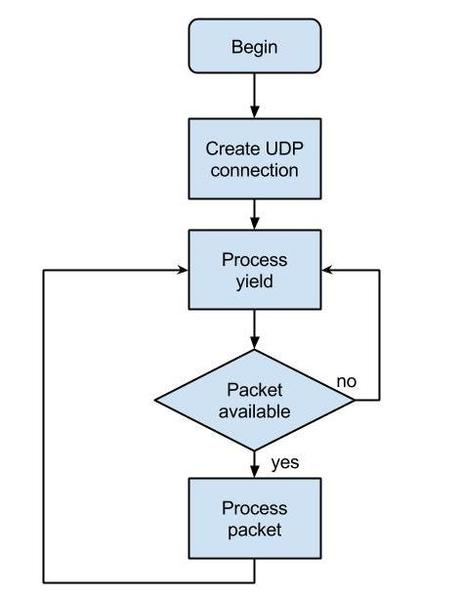 Begin
Create UDP
connection
Process
yield
Packet
available
no
yes
Process
packet